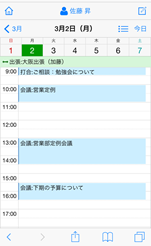 佐藤 昇
3月
3月2日（月）
今日
日 月 火 水 木 金 土
1 2 3 4 5 6 7
出張:大阪出張（加藤）
9:00 打合:ご相談：勉強会について
10:00 会議:営業定例
11:00
12:00
13:00 会議:営業部定例会議
14:00
15:00
16:00 会議:下期の予算について
17:00